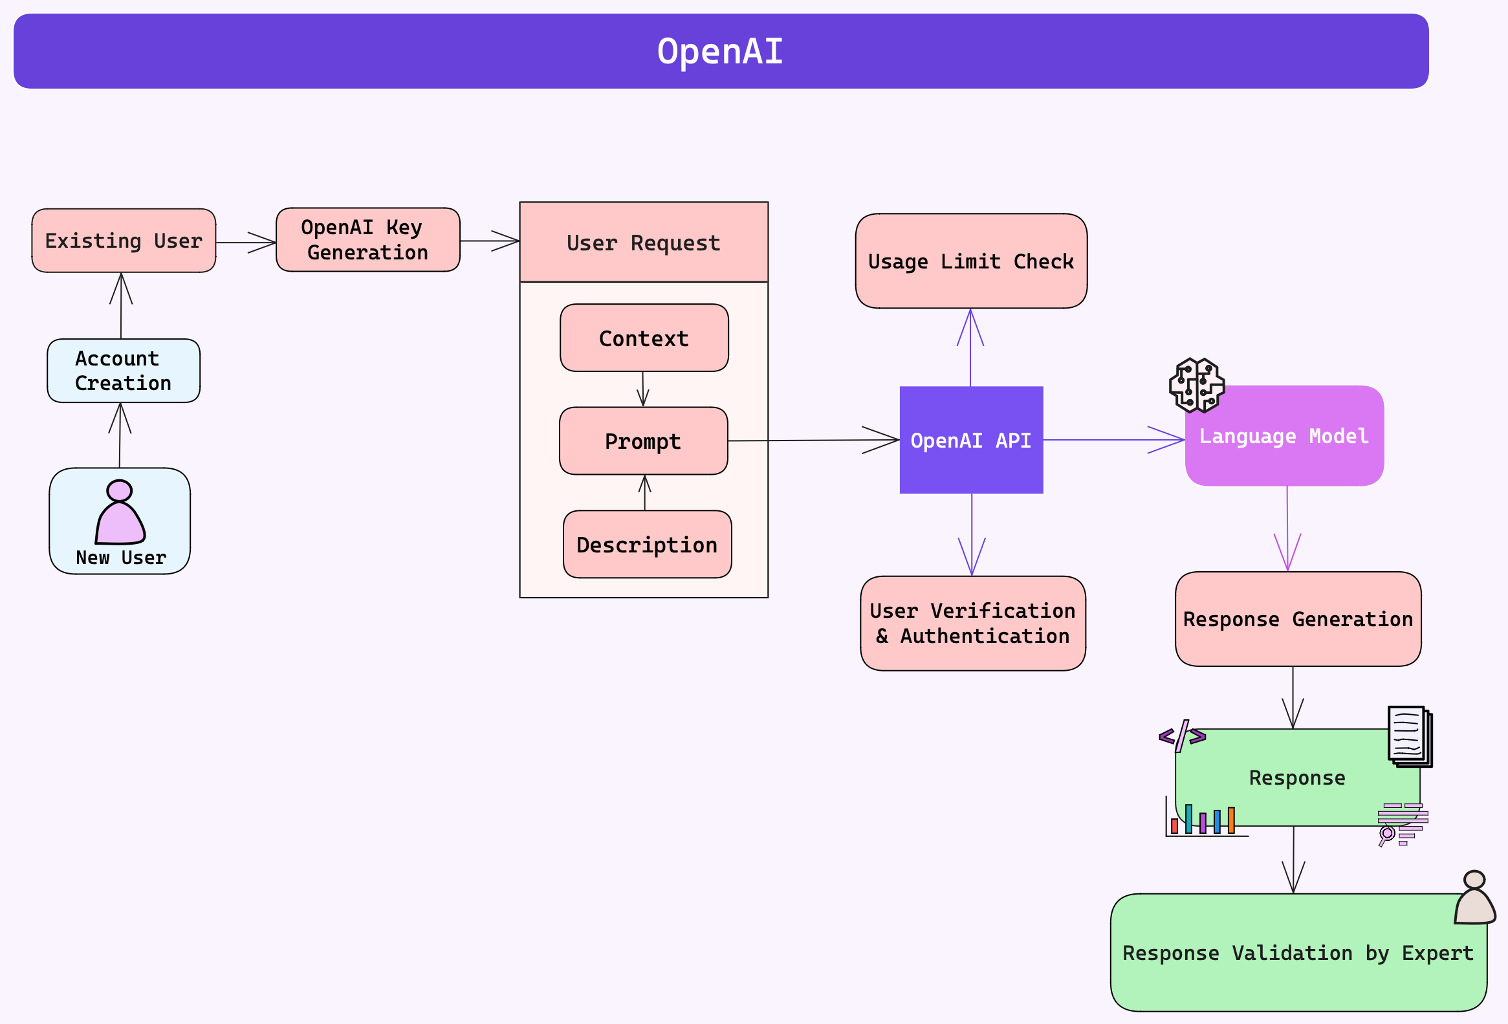 OpenAI
Existing User
OpenAI Key
Generation
User Request
Usage Limit Check
Context
Account
Creation
Prompt
OpenAI API
Language Model
Description
New User
User Verification
& Authentication
Response Generation
</>
Response
Response Validation by Expert